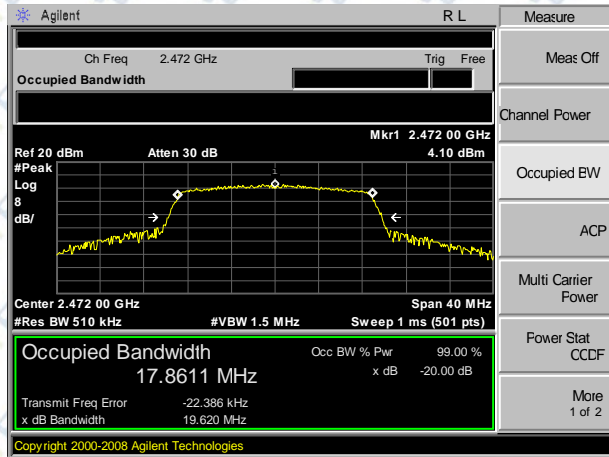 Agilent R L
Measure
Ch Freq 2.472 GHz Trig Free
Occupied Bandwidth
Meas Off
Channel Power
Occupied BW
ACP
Multi Carrier
Power
Power Stat
CCDF
More
1 of 2
Mkr1 2.472 00 GHz
Ref 20 dBm Atten 30 dB 4.10 dBm
#Peak
Log
8
dB/
1
Center 2.472 00 GHz Span 40 MHz
#Res BW 510 kHz #VBW 1.5 MHz Sweep 1 ms (501 pts)
Occupied Bandwidth Occ BW % Pwr 99.00 %
17.8611 MHz x dB -20.00 dB
Transmit Freq Error -22.386 kHz
x dB Bandwidth 19.620 MHz
Copyright 2000-2008 Agilent Technologies